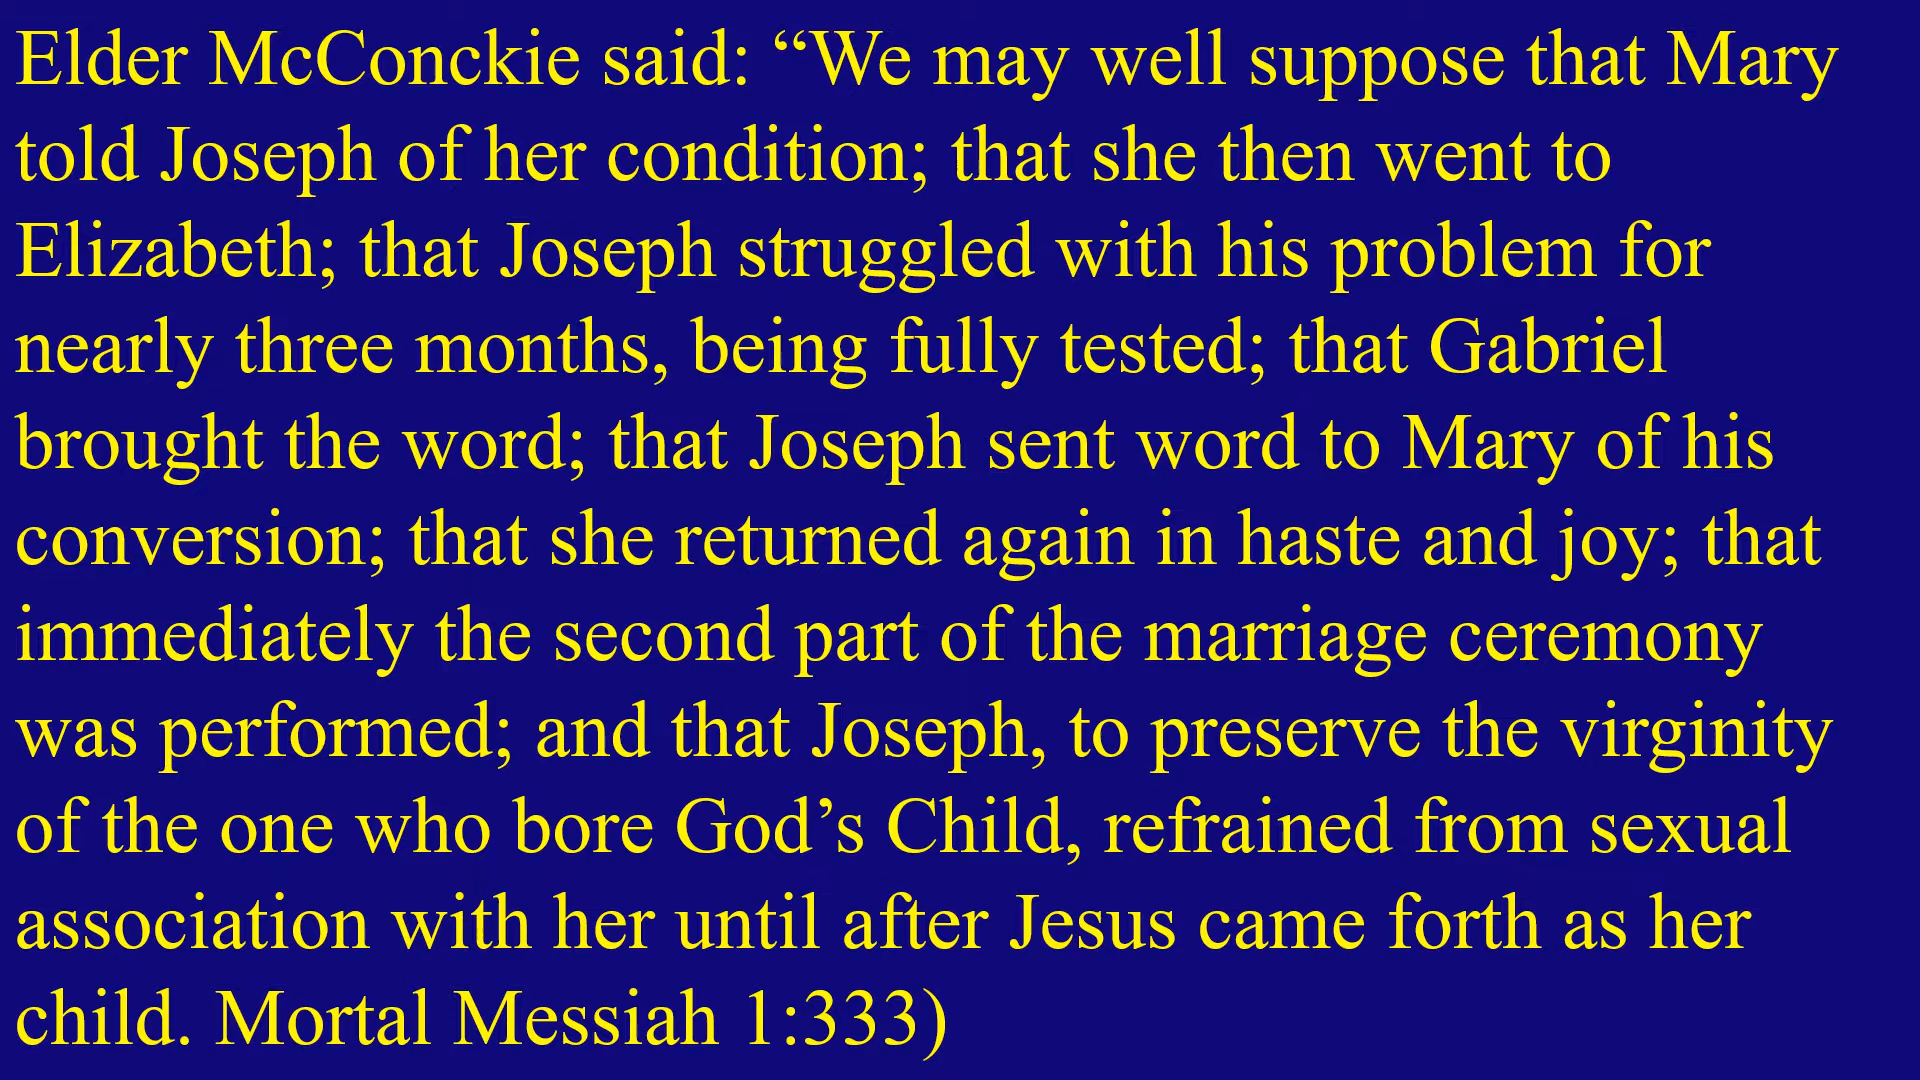 Elder McConckie said: “We may well suppose that Mary
told Joseph of her condition; that she then went to
Elizabeth; that Joseph struggled with his problem for
nearly three months, being fully tested; that Gabriel
brought the word; that Joseph sent word to Mary of his
conversion; that she returned again in haste and joy; that
immediately the second part of the marriage ceremony
was performed; and that Joseph, to preserve the virginity
of the one who bore God’s Child, refrained from sexual
association with her until after Jesus came forth as her
child. Mortal Messiah 1:333)